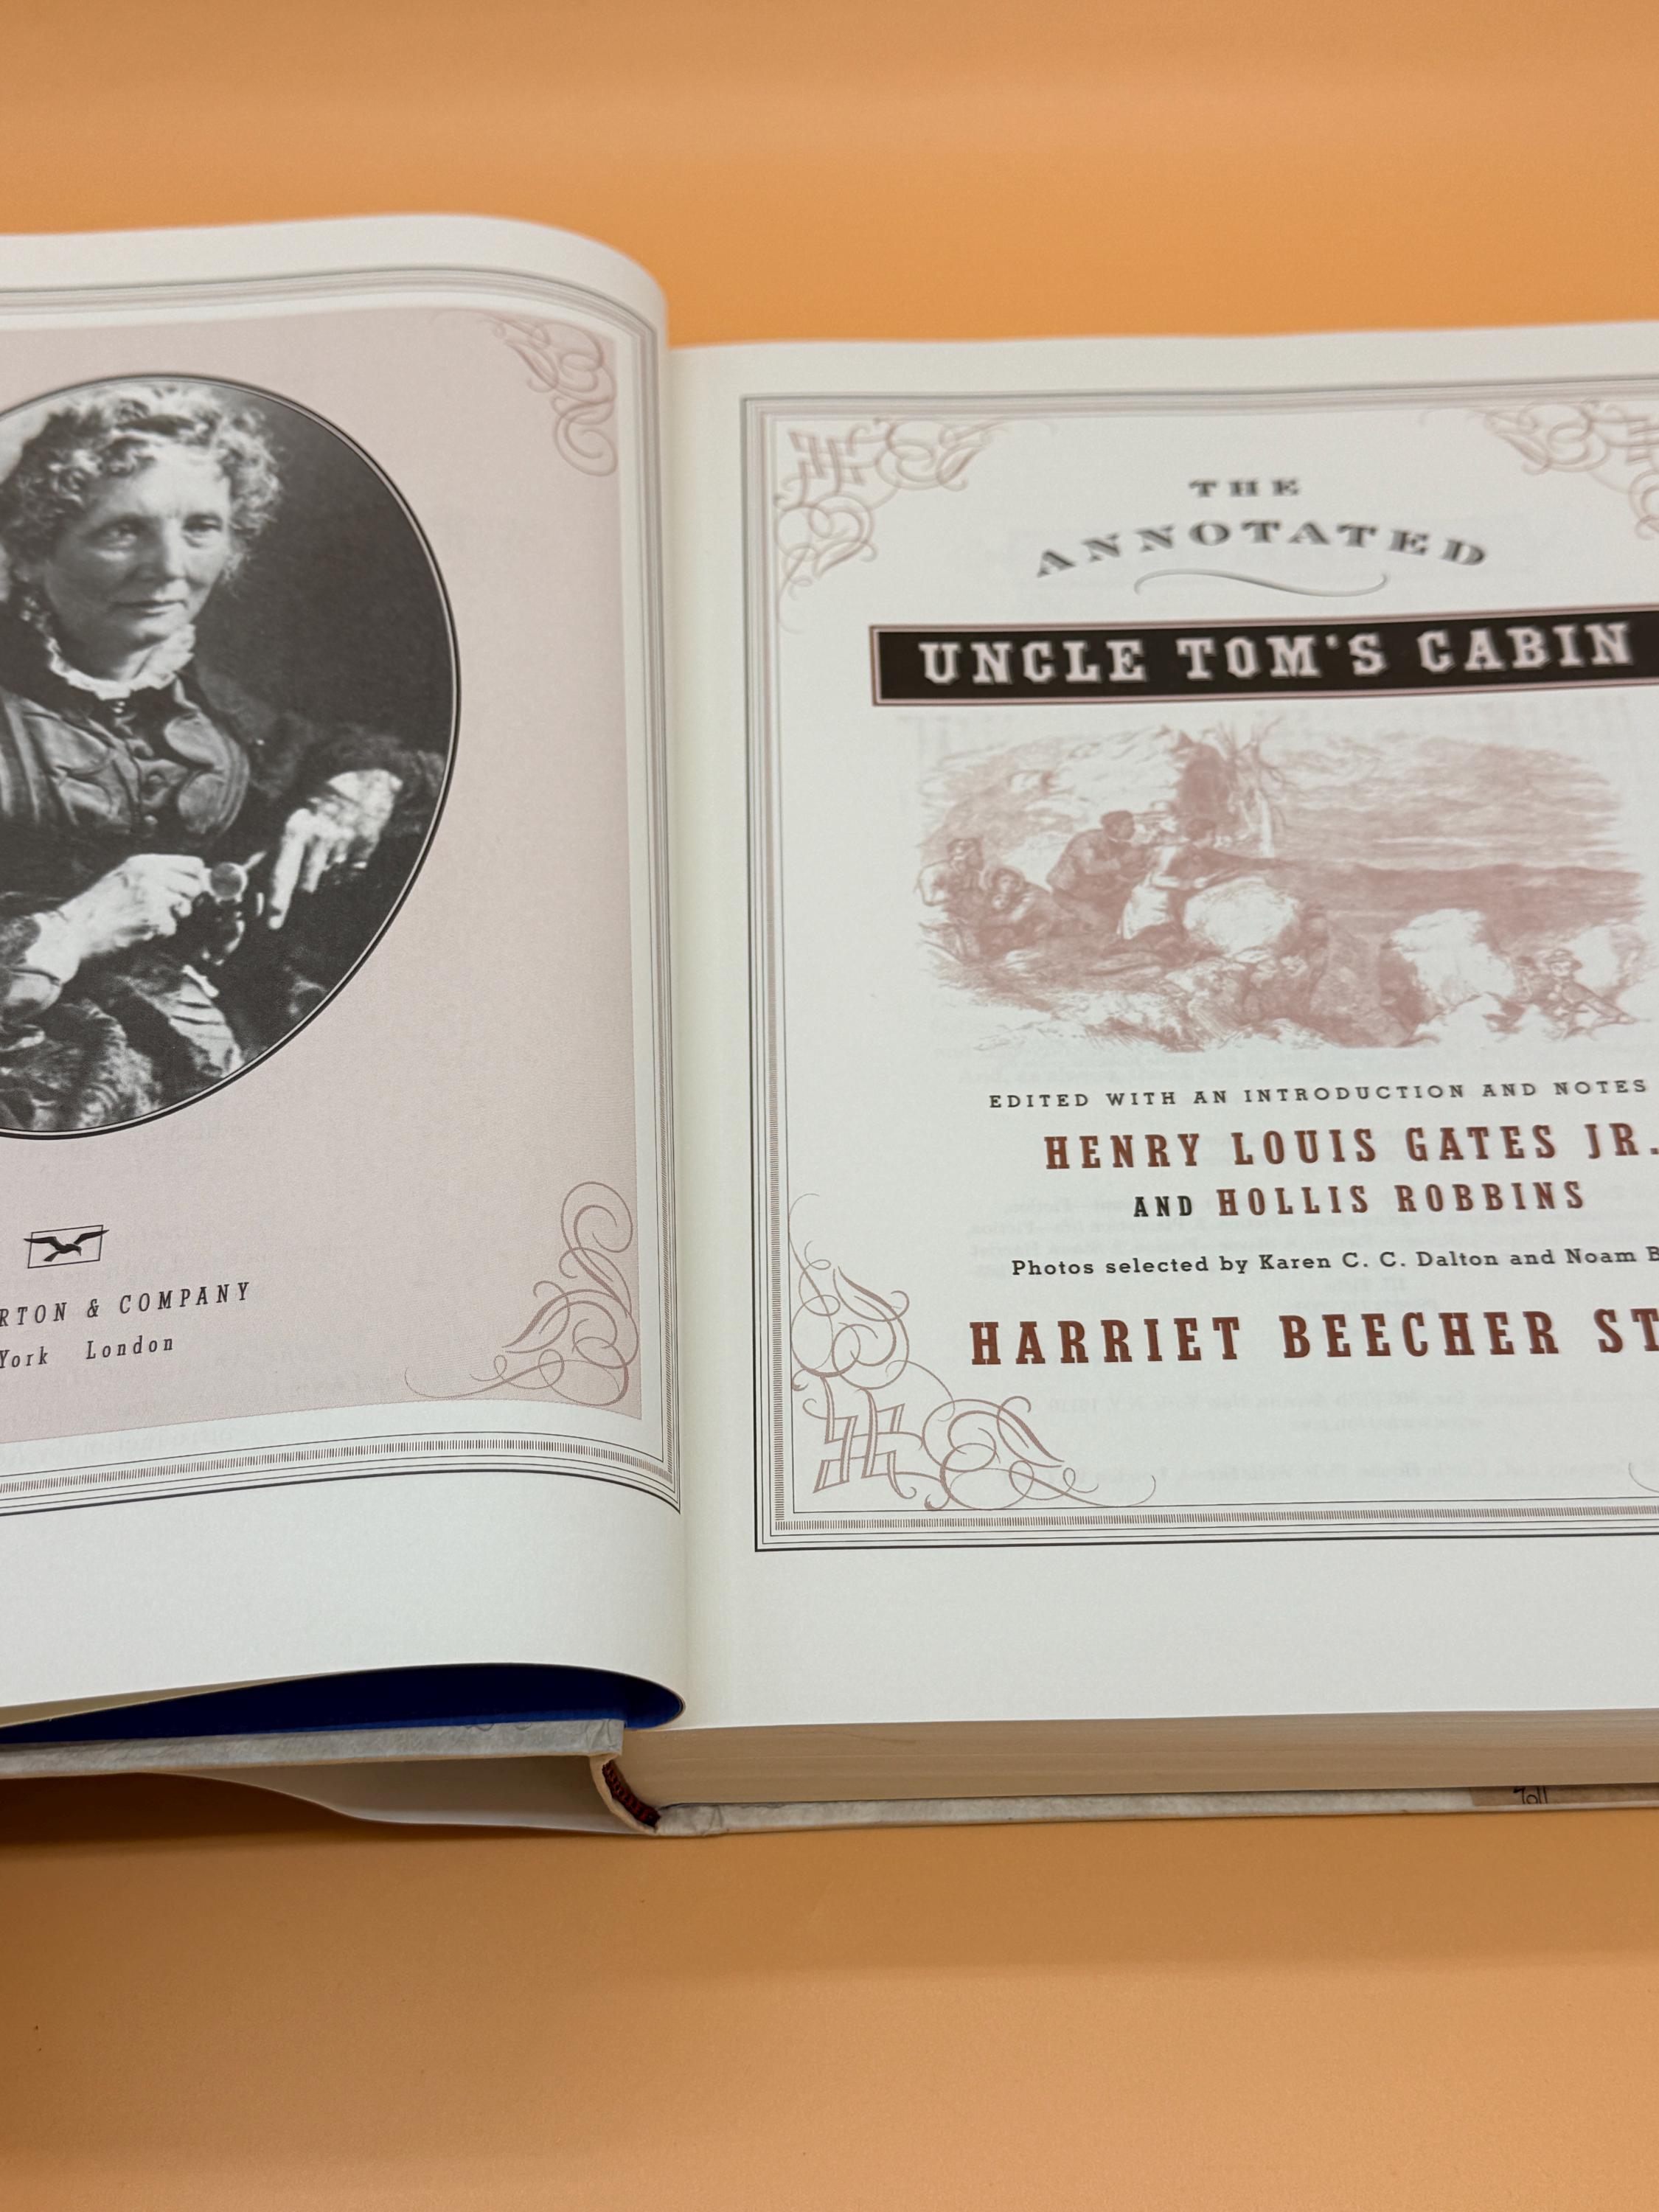 RTON & COMPANY
York London
THE
ANNOTATED
UNCLE TOM'S CABIN
EDITED WITH AN INTRODUCTION AND NOTES
HENRY LOUIS GATES JR.
AND HOLLIS ROBBINS
Photos selected by Karen C. C. Dalton and Noam B
HARRIET BEECHER ST